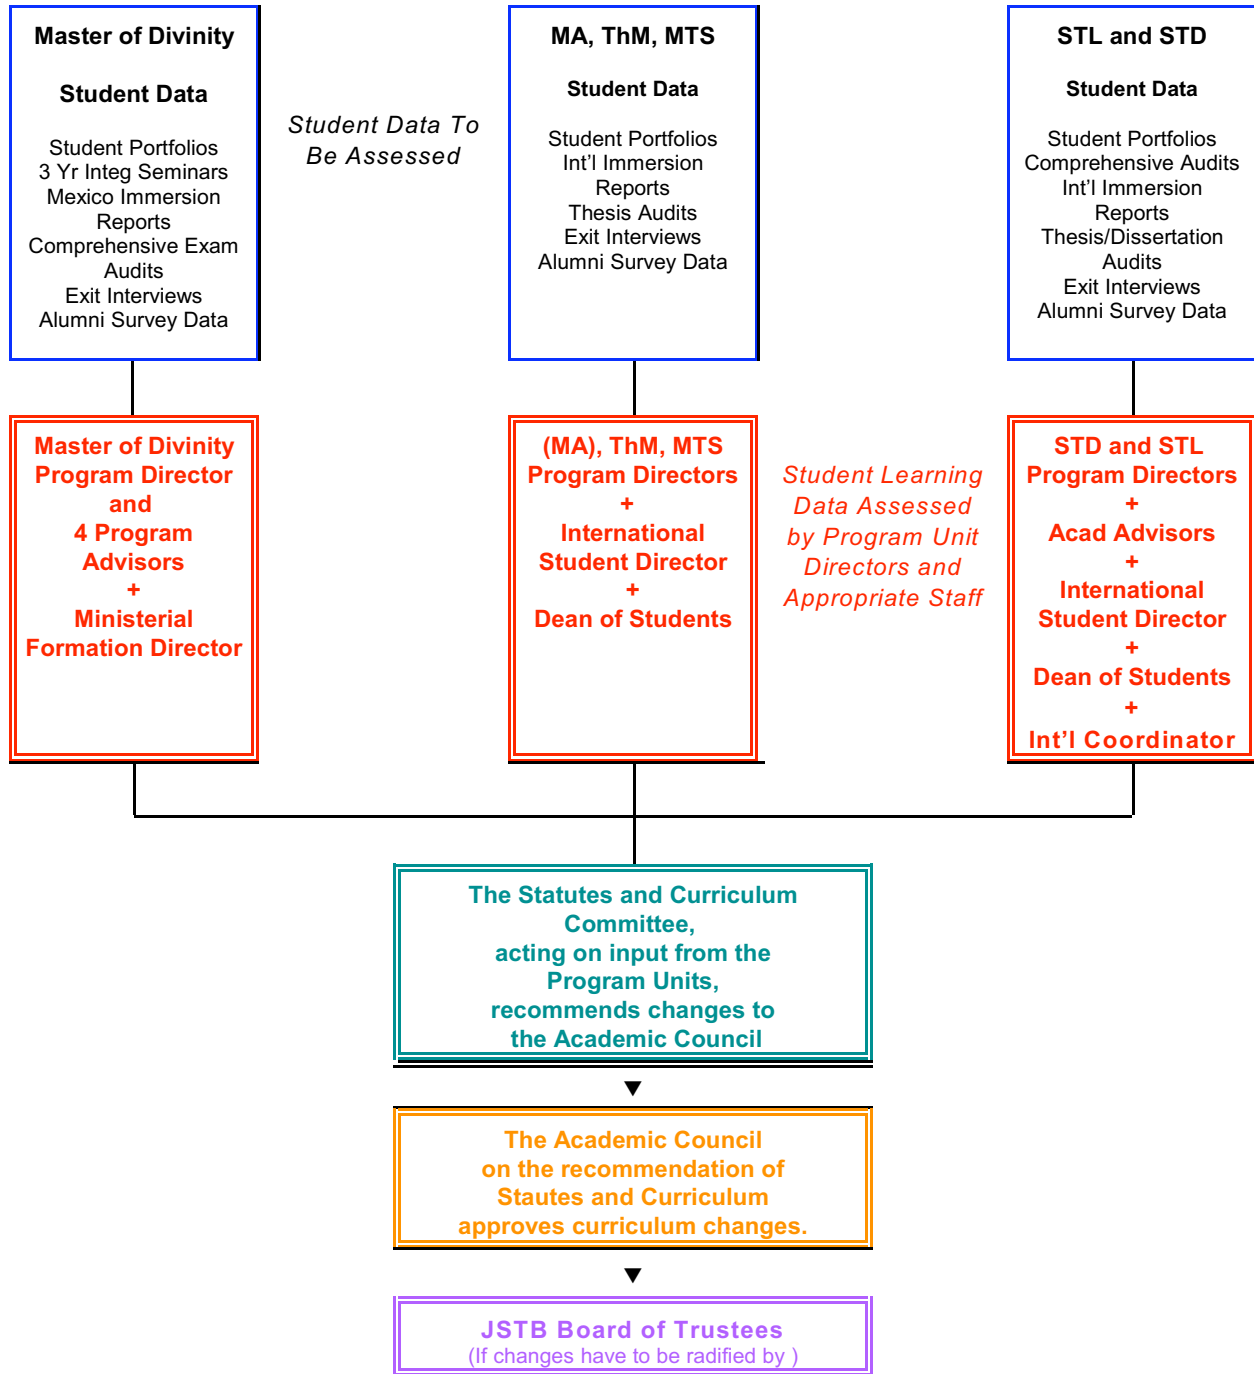 Master of Divinity
Student Data
Student Portfolios
3 Yr Integ Seminars
Mexico Immersion
Reports
Comprehensive Exam
Audits
Exit Interviews
Alumni Survey Data
Student Data To
Be Assessed
MA, ThM, MTS
Student Data
Student Portfolios
Int'l Immersion
Reports
Thesis Audits
Exit Interviews
Alumni Survey Data
STL and STD
Student Data
Student Portfolios
Comprehensive Audits
Int'l Immersion
Reports
Thesis/Dissertation
Audits
Exit Interviews
Alumni Survey Data
Master of Divinity
Program Director
and
4 Program
Advisors
+
Ministerial
Formation Director
(MA), ThM, MTS
Program Directors
+
International
Student Director
+
Dean of Students
Student Learning
Data Assessed
by Program Unit
Directors and
Appropriate Staff
STD and STL
Program Directors
+
Acad Advisors
+
International
Student Director
+
Dean of Students
+
Int'l Coordinator
The Statutes and Curriculum
Committee,
acting on input from the
Program Units,
recommends changes to
the Academic Council
▼
The Academic Council
on the recommendation of
Stautes and Curriculum
approves curriculum changes.
▼
JSTB Board of Trustees
(If changes have to be radified by )